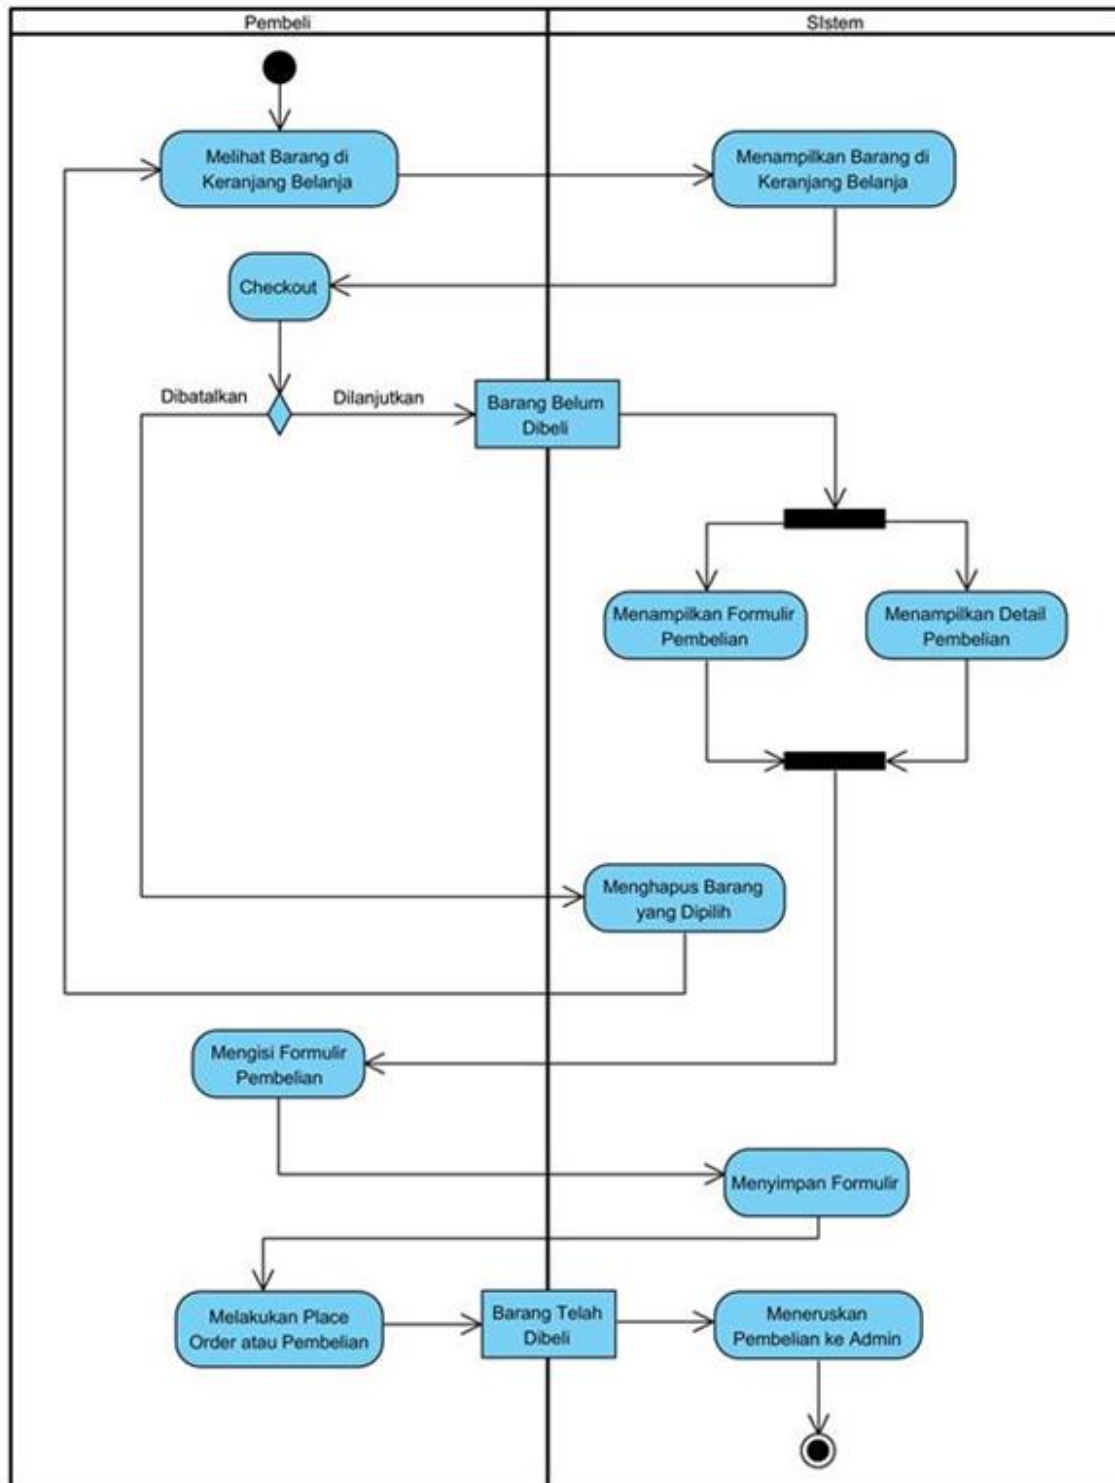 Pembeli
SIstem
Melihat Barang di
Keranjang Belanja
Menampilkan Barang di
Keranjang Belanja
Checkout
Dibatalkan
Dilanjutkan
Barang Belum
Dibeli
Menampilkan Formulir
Pembelian
Menampilkan Detail
Pembelian
Menghapus Barang
yang Dipilih
Mengisi Formulir
Pembelian
Menyimpan Formulir
Melakukan Place
Order atau Pembelian
Barang Telah
Dibeli
Meneruskan
Pembelian ke Admin